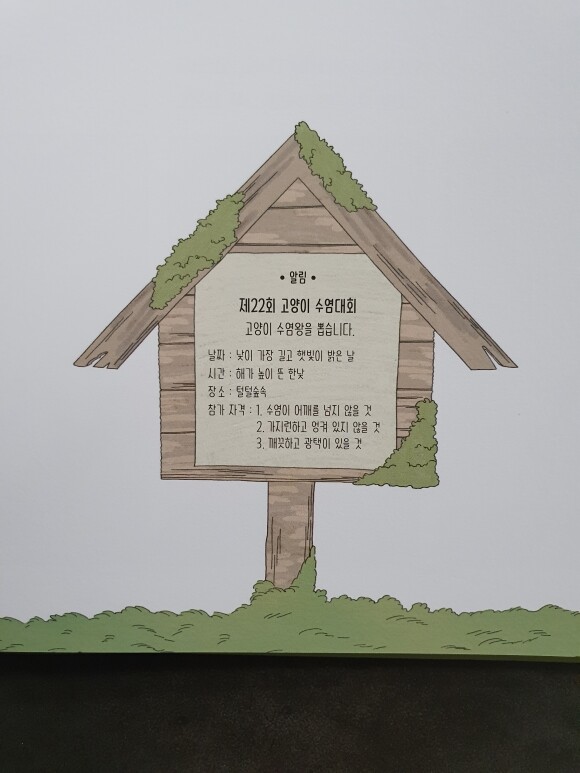 • 알림 •
제22회 고양이 수염대회
고양이 수염왕을 뽑습니다.
날짜 : 낮이 가장 길고 햇빛이 밝은 날
시간 : 해가 높이 뜬 한낮
장소 : 털털숲속
참가 자격 : 1. 수염이 어깨를 넘지 않을 것
2. 가지런하고 엉켜 있지 않을 것
3. 깨끗하고 광택이 있을 것